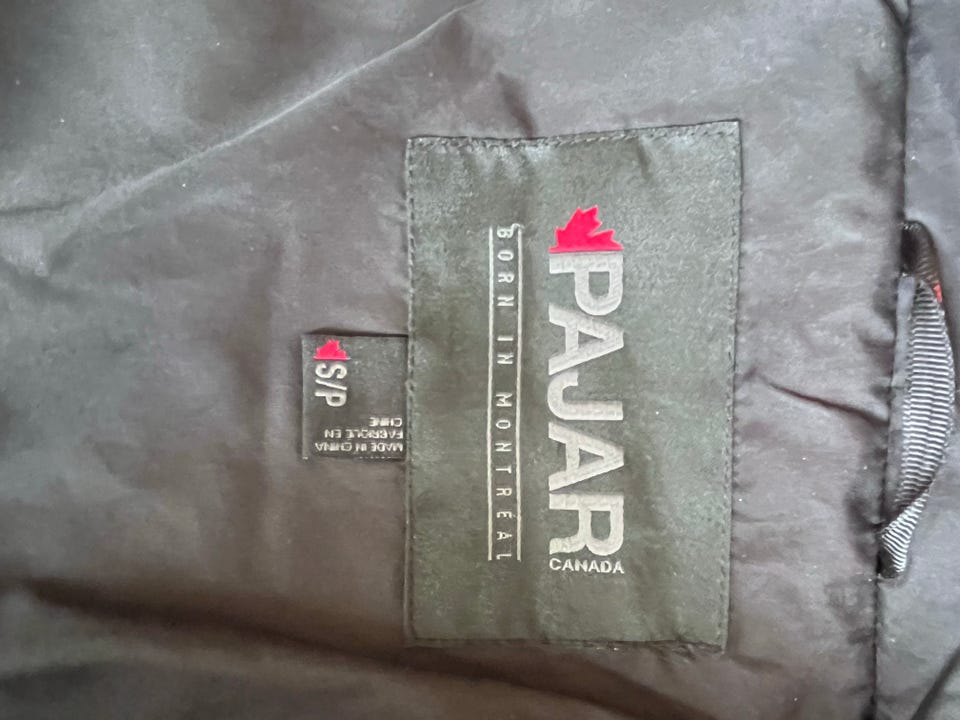 PAJAR
CANADA
BORN IN MONTRÉAL
S/P
MADE IN CHINA
FABRIQUÉ EN
CHINE